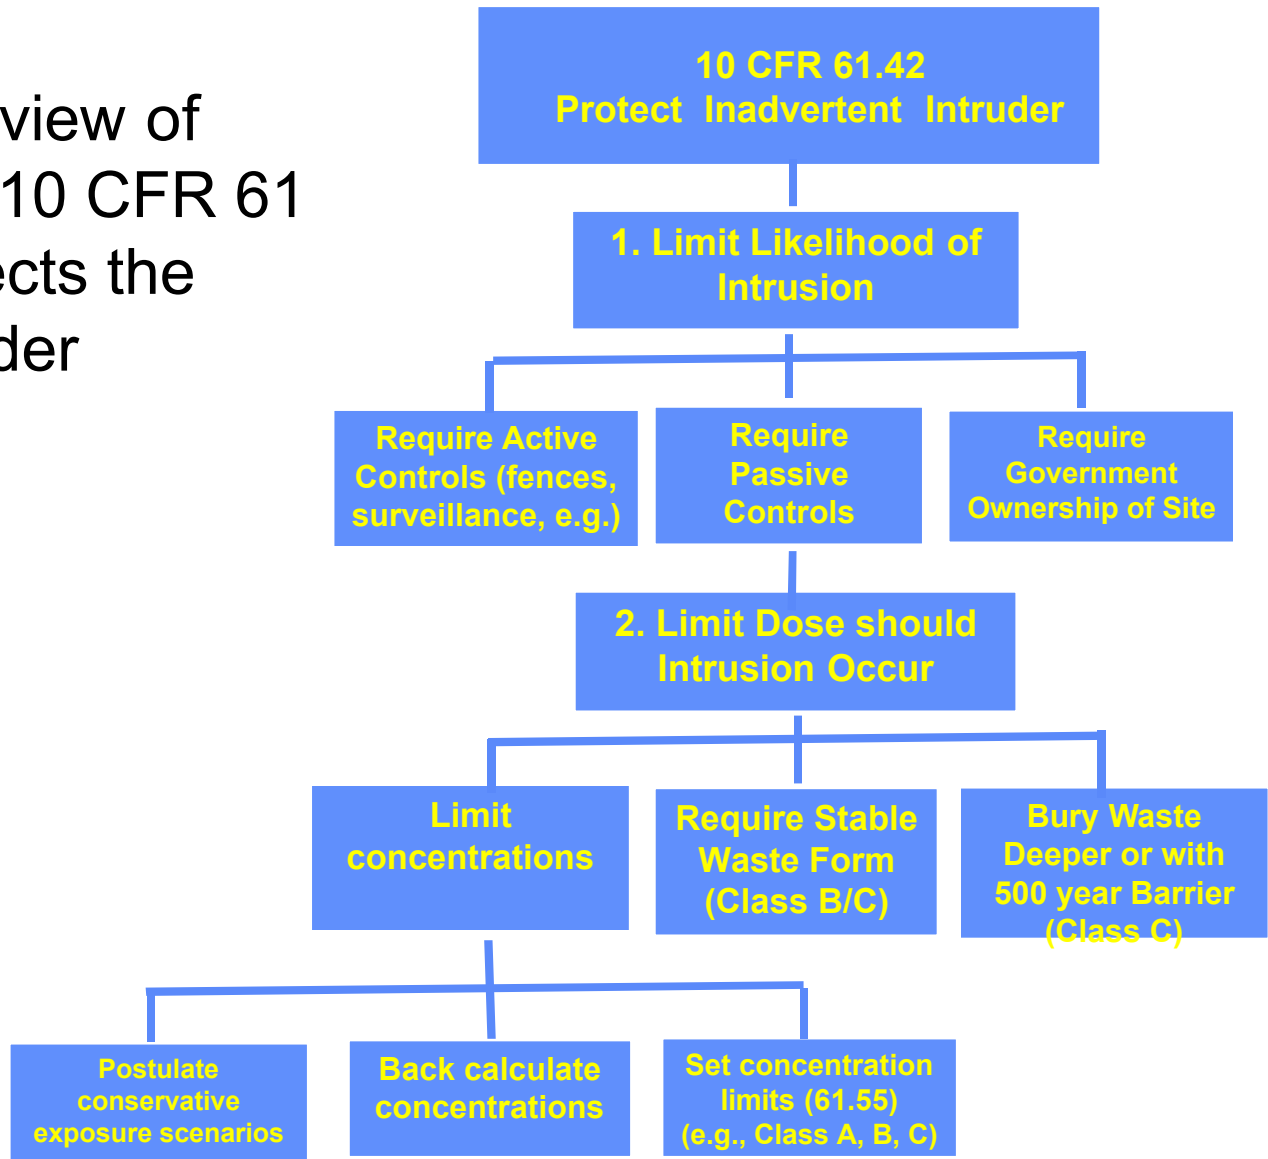 view of
10 CFR 61
ects the
der
10 CFR 61.42
Protect Inadvertent Intruder
1. Limit Likelihood of
Intrusion
Require Active
Controls (fences,
surveillance, e.g.)
Require
Passive
Controls
Require
Government
Ownership of Site
2. Limit Dose should
Intrusion Occur
Limit
concentrations
Require Stable
Waste Form
(Class B/C)
Bury Waste
Deeper or with
500 year Barrier
(Class C)
Postulate
conservative
exposure scenarios
Back calculate
concentrations
Set concentration
limits (61.55)
(e.g., Class A, B, C)